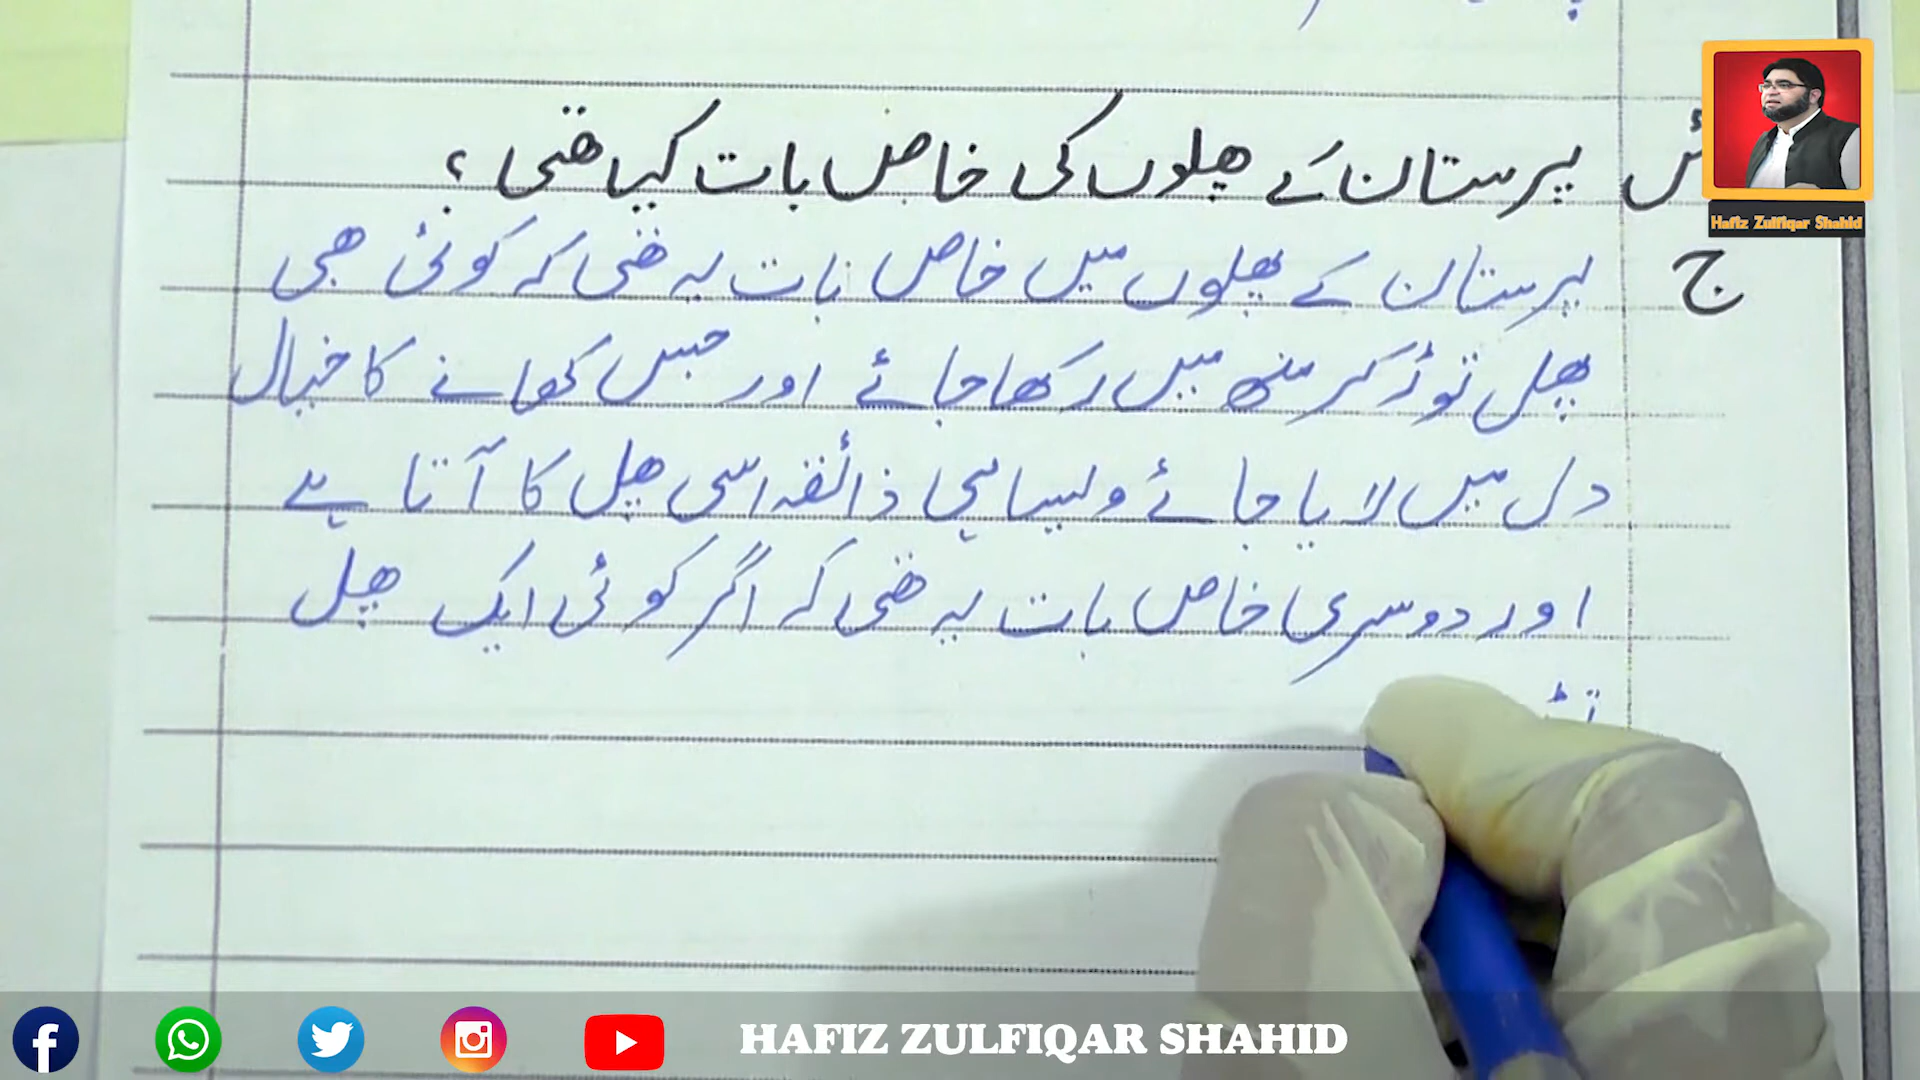 س پرستان کے پھلوں کی خاص بات کیا تھی ؟
ج پرستان کے پھلوں میں خاص بات یہ تھی کہ کوئی بھی
پھل توڑ کر منھ میں رکھا جائے اور جس کھانے کا خیال
دل میں لایا جائے ویسا ہی ذائقہ اسی پھل کا آتا ہے
اور دوسری خاص بات یہ تھی کہ اگر کوئی ایک پھل
Hafiz Zulfiqar Shahid
HAFIZ ZULFIQAR SHAHID